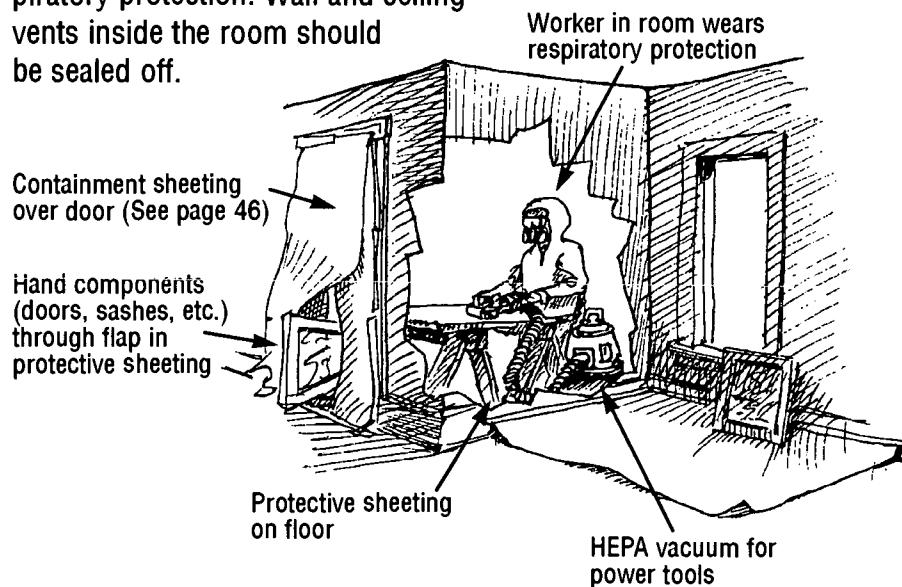 piratory protection. Wall and ceiling
vents inside the room should
be sealed off.
Worker in room wears
respiratory protection
Containment sheeting
over door (See page 46)
Hand components
(doors, sashes, etc.)
through flap in
protective sheeting
Protective sheeting
on floor
HEPA vacuum for
power tools